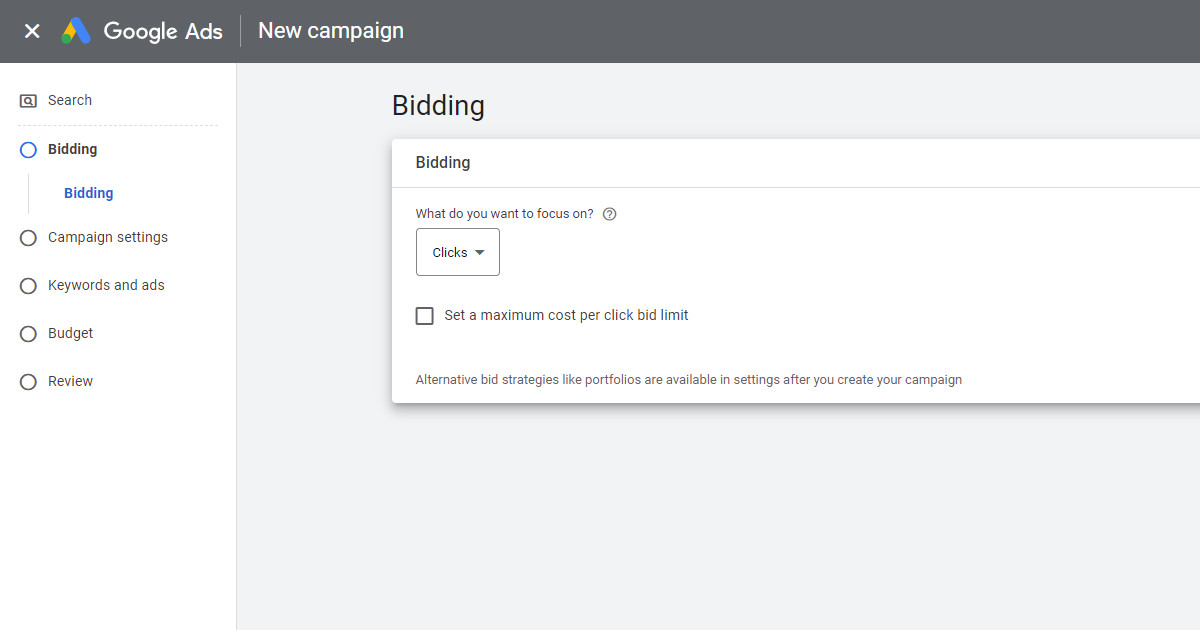 Google Ads
New campaign
Search
Bidding
Bidding
Campaign settings
Keywords and ads
Budget
Review
Bidding
Bidding
What do you want to focus on?
Clicks
Set a maximum cost per click bid limit
Alternative bid strategies like portfolios are available in settings after you create your campaign